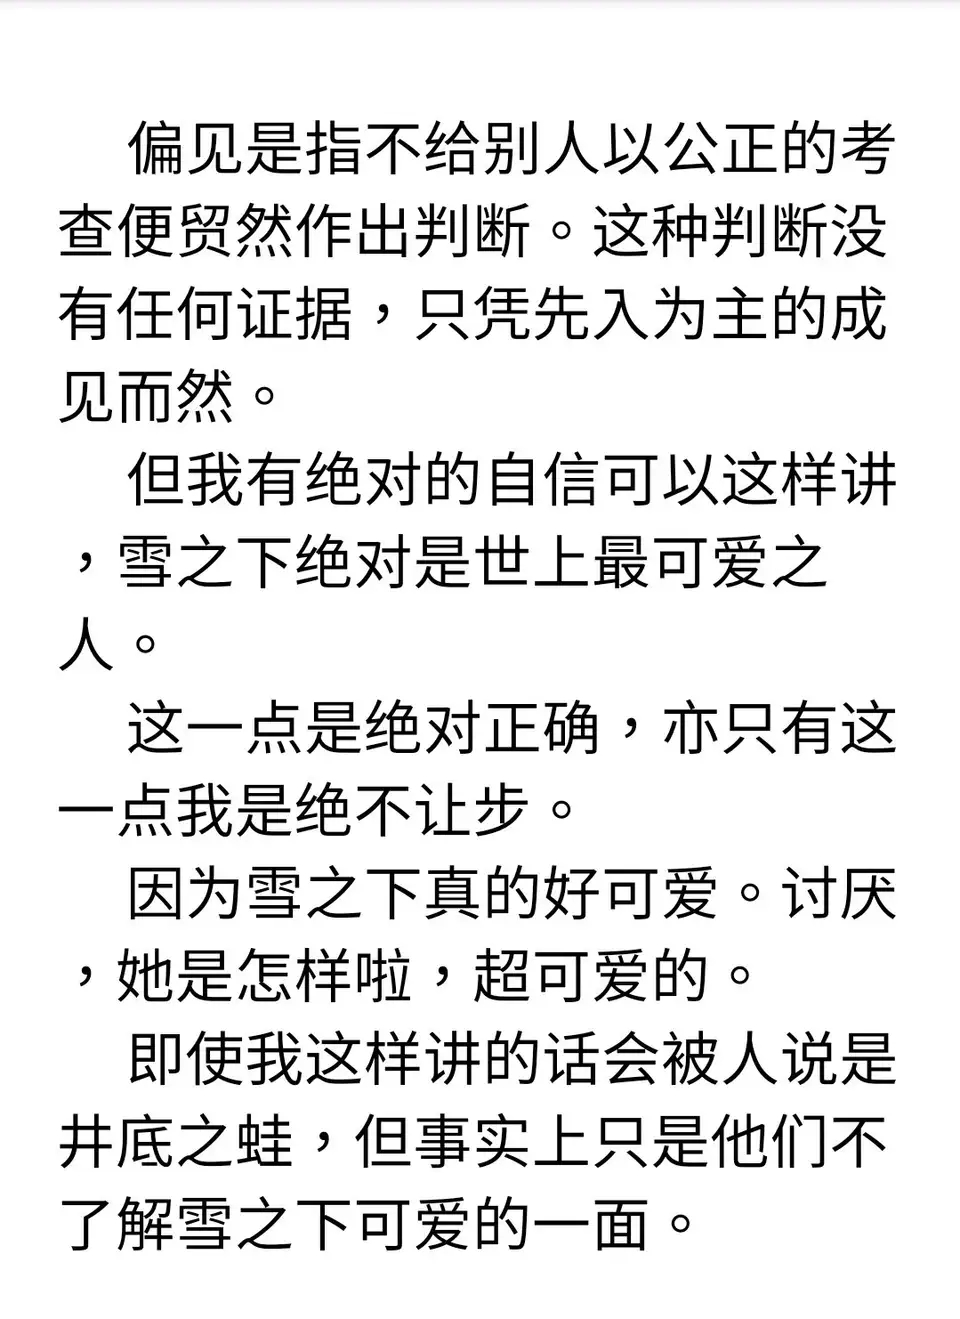 偏见是指不给别人以公正的考
查便贸然作出判断。这种判断没
有任何证据，只凭先入为主的成
见而然。
但我有绝对的自信可以这样讲
，雪之下绝对是世上最可爱之
人。
这一点是绝对正确，亦只有这
一点我是绝不让步。
因为雪之下真的好可爱。讨厌
，她是怎样啦，超可爱的。
即使我这样讲的话会被人说是
井底之蛙，但事实上只是他们不
了解雪之下可爱的一面。